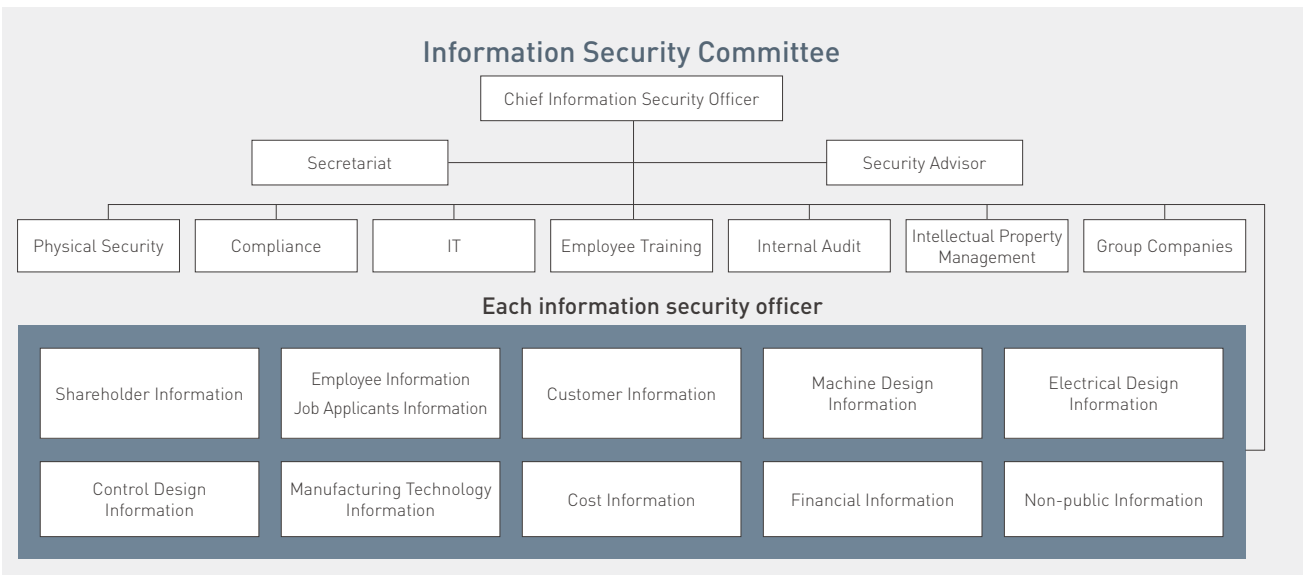 Information Security Committee
Chief Information Security Officer
Secretariat
Security Advisor
Physical Security
Compliance
IT
Employee Training
Internal Audit
Intellectual Property
Management
Group Companies
Each information security officer
Shareholder Information
Employee Information
Job Applicants Information
Customer Information
Machine Design
Information
Electrical Design
Information
Control Design
Information
Manufacturing Technology
Information
Cost Information
Financial Information
Non-public Information